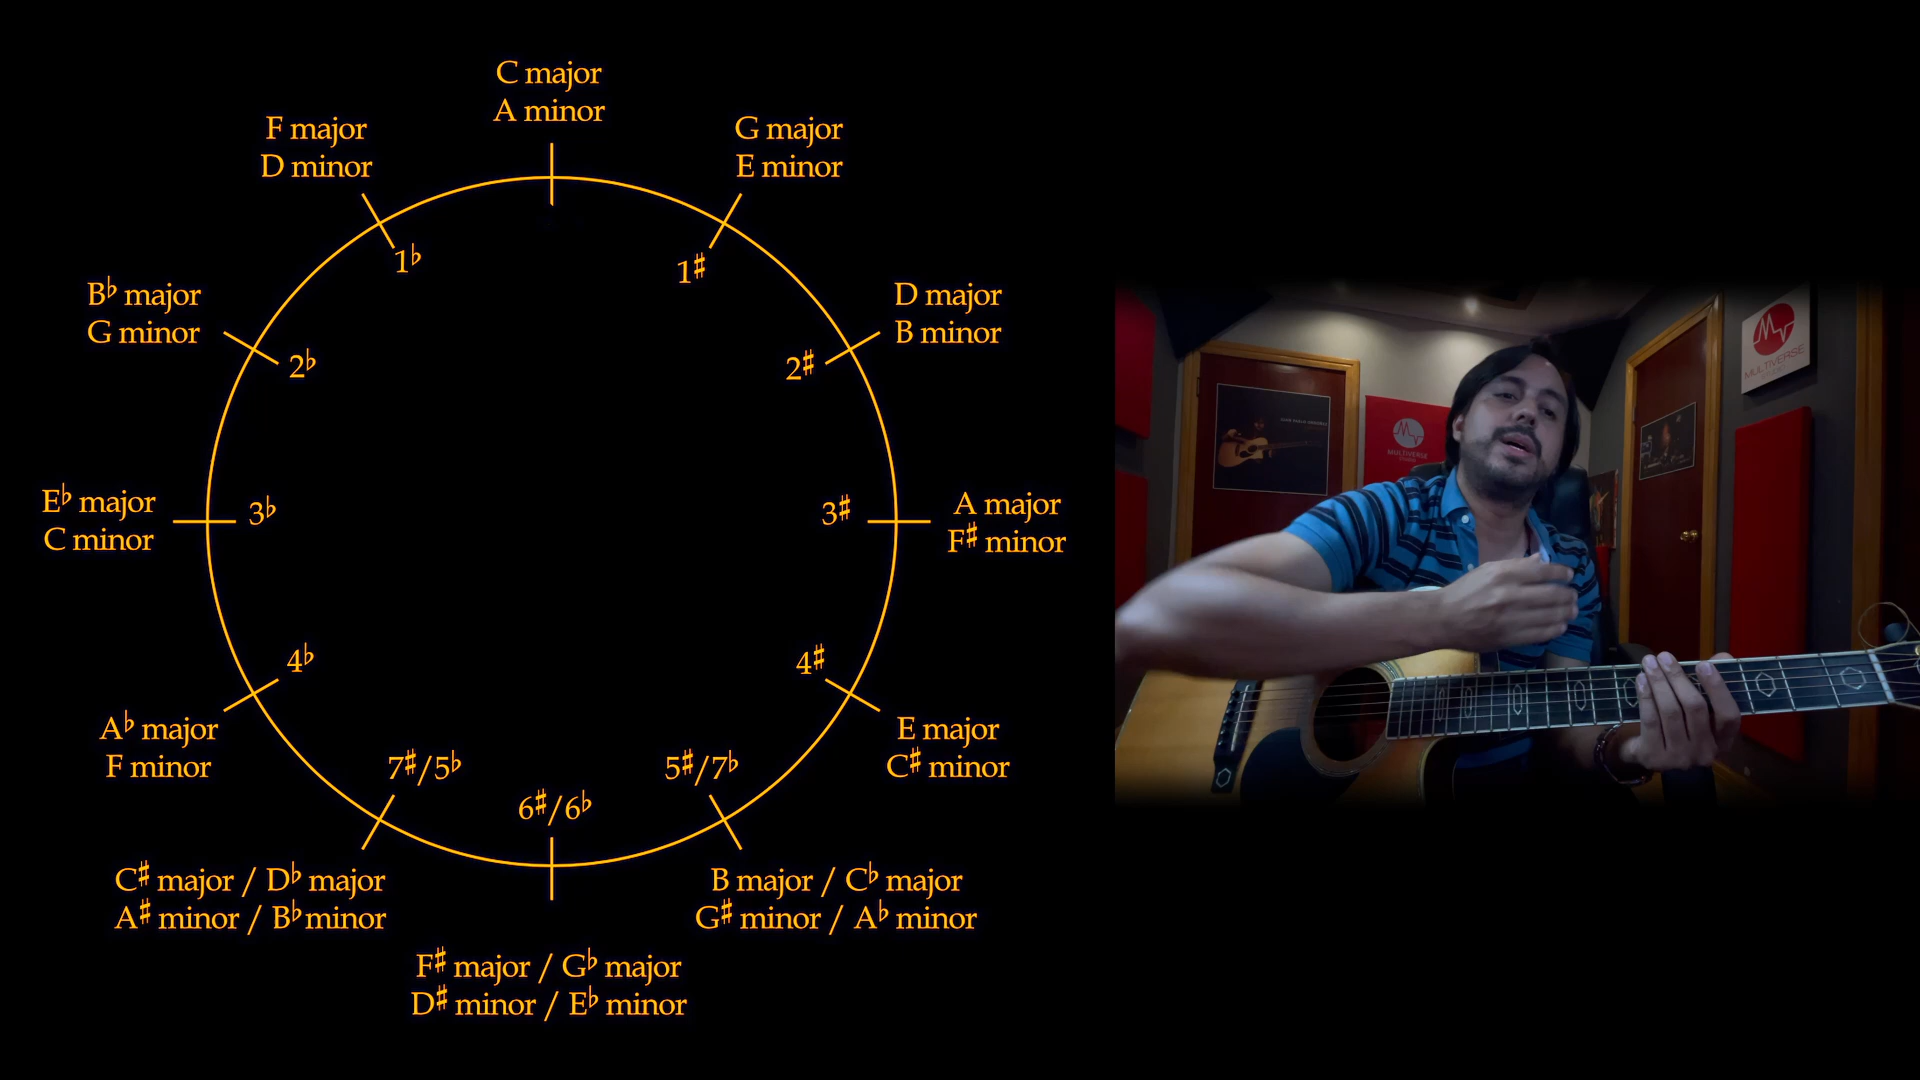 C major
A minor
G major
E minor
1♯
D major
B minor
2♯
A major
F♯ minor
3♯
E major
C♯ minor
4♯
B major / C♭ major
G♯ minor / A♭ minor
5♯/7♭
F♯ major / G♭ major
D♯ minor / E♭ minor
6♯/6♭
C♯ major / D♭ major
A♯ minor / B♭ minor
7♯/5♭
A♭ major
F minor
4♭
E♭ major
C minor
3♭
B♭ major
G minor
2♭
F major
D minor
1♭
MULTIVERSE
MULTIVERSE
STUDIO